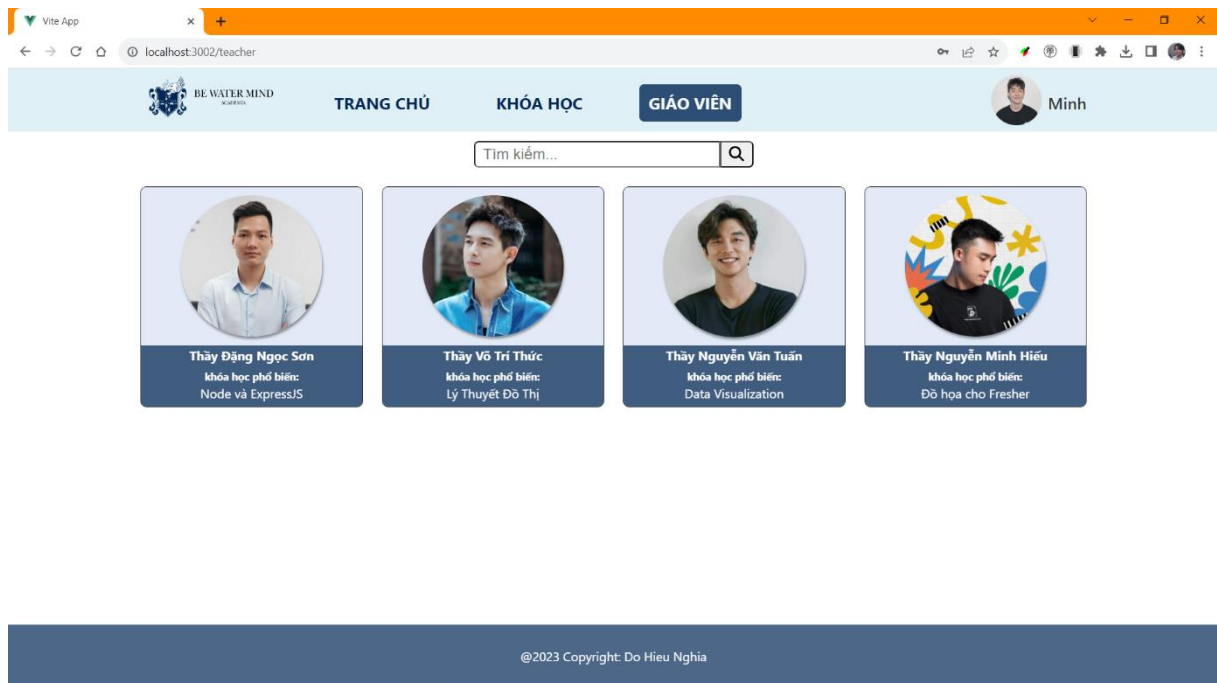 Vite App
localhost:3002/teacher
BE WATER MIND
ACADEMIA
TRANG CHỦ
KHÓA HỌC
GIÁO VIÊN
Minh
Tìm kiếm...
Thầy Đặng Ngọc Sơn
khóa học phổ biến:
Node và ExpressJS
Thầy Võ Trí Thức
khóa học phổ biến:
Lý Thuyết Đồ Thị
Thầy Nguyễn Văn Tuấn
khóa học phổ biến:
Data Visualization
Thầy Nguyễn Minh Hiếu
khóa học phổ biến:
Đồ họa cho Fresher
@2023 Copyright: Do Hieu Nghia